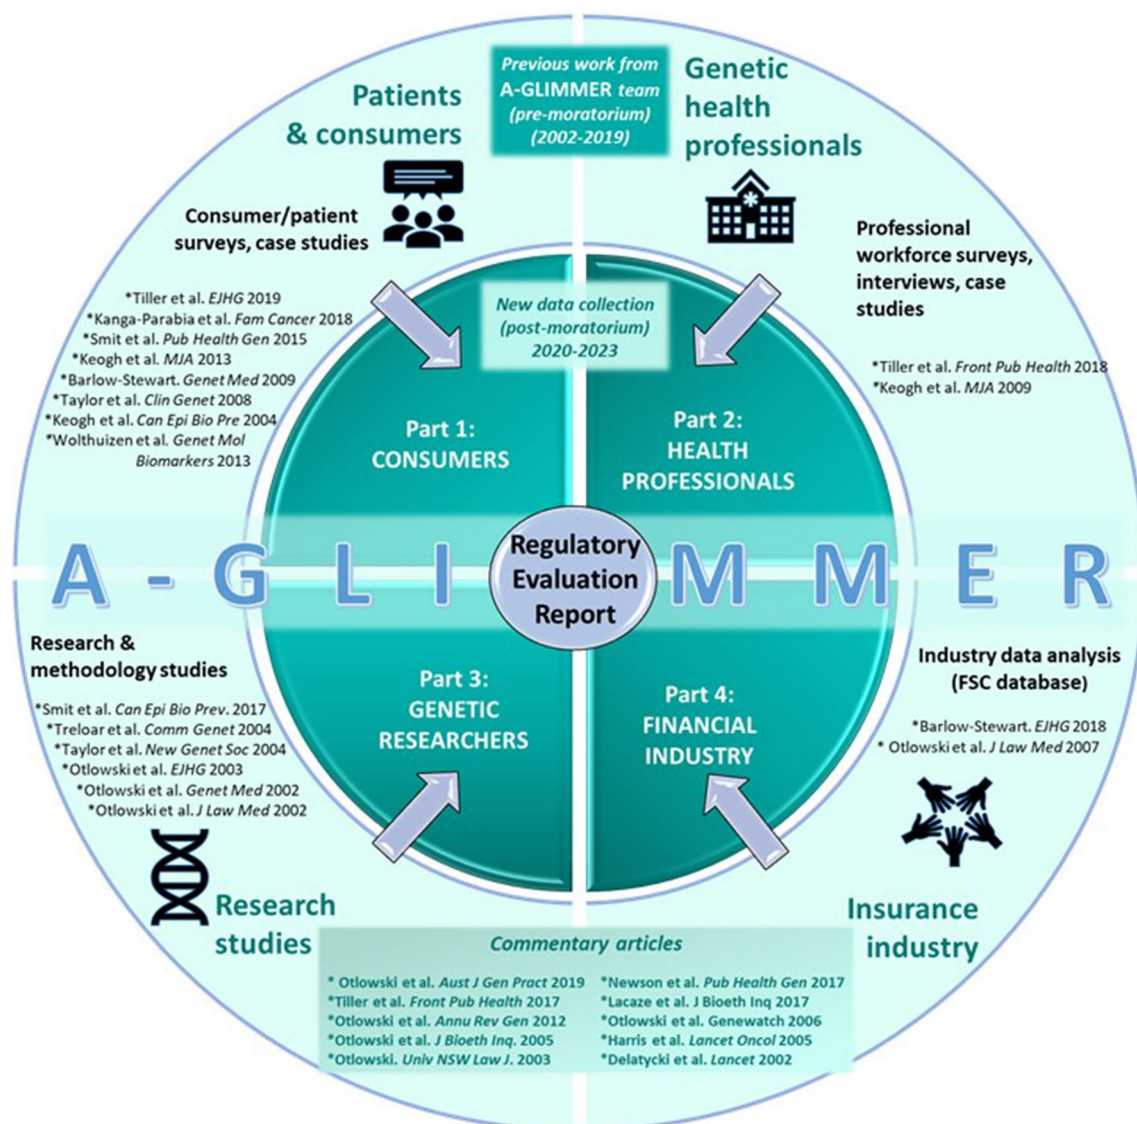 Previous work from
A-GLIMMER team
(pre-moratorium)
(2002-2019)
Patients
& consumers
Consumer/patient
surveys, case studies
*Tiller et al. EJHG 2019
*Kanga-Parabia et al. Fam Cancer 2018
*Smit et al. Pub Health Gen 2015
*Keogh et al. MJA 2013
*Barlow-Stewart. Genet Med 2009
*Taylor et al. Clin Genet 2008
*Keogh et al. Can Epi Bio Pre 2004
*Wolthuizen et al. Genet Mol
Biomarkers 2013
Genetic
health
professionals
Professional
workforce surveys,
interviews, case
studies
*Tiller et al. Front Pub Health 2018
*Keogh et al. MJA 2009
New data collection
(post-moratorium)
2020-2023
Part 1:
CONSUMERS
Part 2:
HEALTH
PROFESSIONALS
A-GLIMMER
Regulatory
Evaluation
Report
Research &
methodology studies
*Smit et al. Can Epi Bio Prev. 2017
*Treloar et al. Comm Genet 2004
*Taylor et al. New Genet Soc 2004
*Otlowski et al. EJHG 2003
*Otlowski et al. Genet Med 2002
*Otlowski et al. J Law Med 2002
Research
studies
Part 3:
GENETIC
RESEARCHERS
Part 4:
FINANCIAL
INDUSTRY
Industry data analysis
(FSC database)
*Barlow-Stewart. EJHG 2018
* Otlowski et al. J Law Med 2007
Insurance
industry
Commentary articles
* Otlowski et al. Aust J Gen Pract 2019
*Tiller et al. Front Pub Health 2017
*Otlowski et al. Annu Rev Gen 2012
*Otlowski et al. J Bioeth Inq. 2005
*Otlowski. Univ NSW Law J. 2003
*Newson et al. Pub Health Gen 2017
*Lacaze et al. J Bioeth Inq 2017
*Otlowski et al. Genewatch 2006
*Harris et al. Lancet Oncol 2005
*Delatycki et al. Lancet 2002